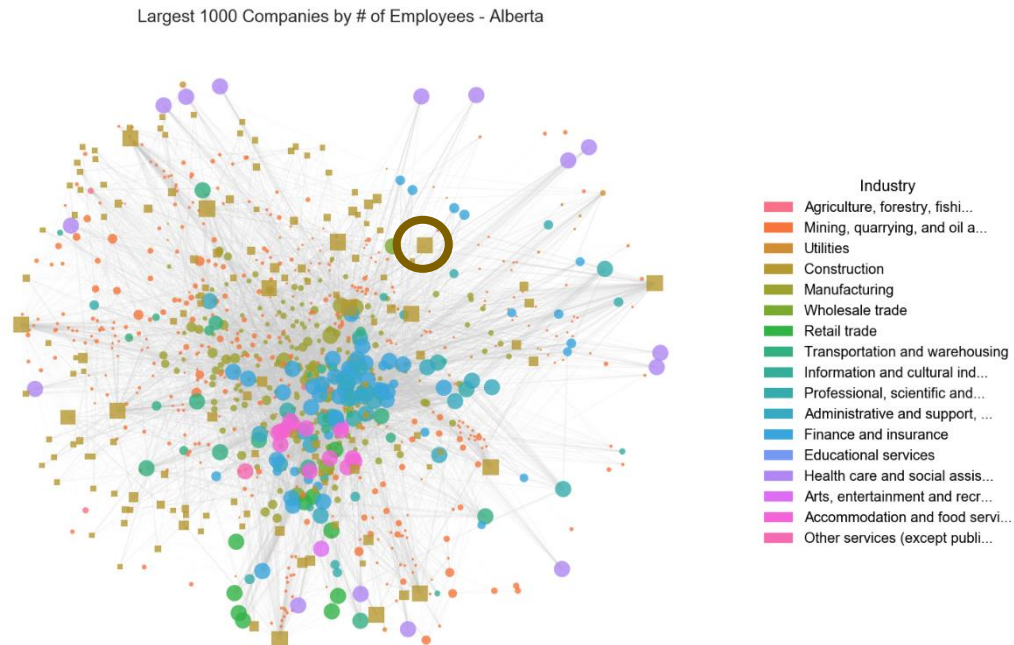 Largest 1000 Companies by # of Employees - Alberta
Industry
Agriculture, forestry, fishi...
Mining, quarrying, and oil a...
Utilities
Construction
Manufacturing
Wholesale trade
Retail trade
Transportation and warehousing
Information and cultural ind...
Professional, scientific and...
Administrative and support, ...
Finance and insurance
Educational services
Health care and social assis...
Arts, entertainment and recr...
Accommodation and food servi...
Other services (except publi...